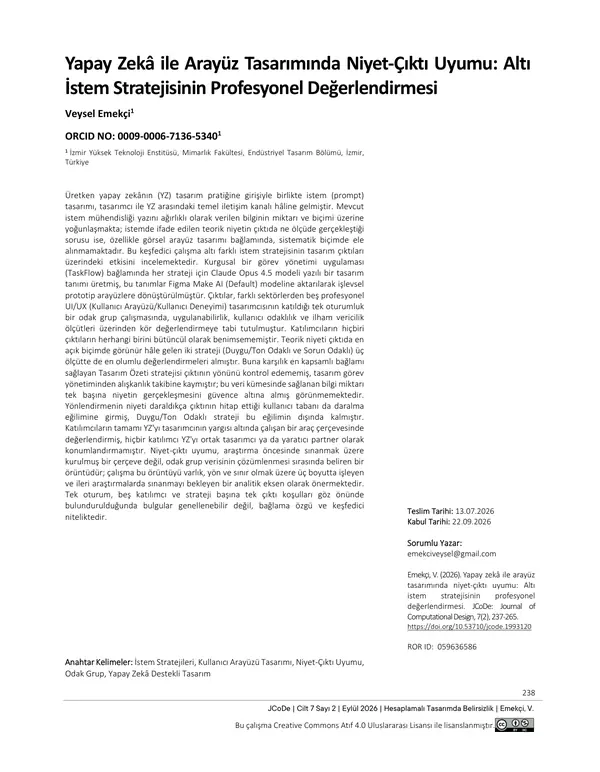 Yapay Zekâ ile Arayüz Tasarımında Niyet-Çıktı Uyumu: Altı
İstem Stratejisinin Profesyonel Değerlendirmesi
Veysel Emekçi¹
ORCID NO: 0009-0006-7136-5340¹
¹ İzmir Yüksek Teknoloji Enstitüsü, Mimarlık Fakültesi, Endüstriyel Tasarım Bölümü, İzmir,
Türkiye
Üretken yapay zekânın (YZ) tasarım pratiğine girişiyle birlikte istem (prompt)
tasarımı, tasarımcı ile YZ arasındaki temel iletişim kanalı hâline gelmiştir. Mevcut
istem mühendisliği yazını ağırlıklı olarak verilen bilginin miktarı ve biçimi üzerine
yoğunlaşmakta; istemde ifade edilen teorik niyetin çıktıda ne ölçüde gerçekleştiği
sorusu ise, özellikle görsel arayüz tasarımı bağlamında, sistematik biçimde ele
alınmamaktadır. Bu keşfedici çalışma altı farklı istem stratejisinin tasarım çıktıları
üzerindeki etkisini incelemektedir. Kurgusal bir görev yönetimi uygulaması
(TaskFlow) bağlamında her strateji için Claude Opus 4.5 modeli yazılı bir tasarım
tanımı üretmiş, bu tanımlar Figma Make AI (Default) modeline aktarılarak işlevsel
prototip arayüzlere dönüştürülmüştür. Çıktılar, farklı sektörlerden beş profesyonel
UI/UX (Kullanıcı Arayüzü/Kullanıcı Deneyimi) tasarımcısının katıldığı tek oturumluk
bir odak grup çalışmasında, uygulanabilirlik, kullanıcı odaklılık ve ilham vericilik
ölçütleri üzerinden kör değerlendirmeye tabi tutulmuştur. Katılımcıların hiçbiri
çıktıların herhangi birini bütüncül olarak benimsememiştir. Teorik niyeti çıktıda en
açık biçimde görünür hâle gelen iki strateji (Duygu/Ton Odaklı ve Sorun Odaklı) üç
ölçütte de en olumlu değerlendirmeleri almıştır. Buna karşılık en kapsamlı bağlamı
sağlayan Tasarım Özeti stratejisi çıktının yönünü kontrol edememiş, tasarım görev
yönetiminden alışkanlık takibine kaymıştır; bu veri kümesinde sağlanan bilgi miktarı
tek başına niyetin gerçekleşmesini güvence altına almış görünmemektedir.
Yönlendirmenin niyeti daraldıkça çıktının hitap ettiği kullanıcı tabanı da daralma
eğilimine girmiş, Duygu/Ton Odaklı strateji bu eğilimin dışında kalmıştır.
Katılımcıların tamamı YZ'yi tasarımcının yargısı altında çalışan bir araç çerçevesinde
değerlendirmiş, hiçbir katılımcı YZ'yi ortak tasarımcı ya da yaratıcı partner olarak
konumlandırmamıştır. Niyet-çıktı uyumu, araştırma öncesinde sınanmak üzere
kurulmuş bir çerçeve değil, odak grup verisinin çözümlenmesi sırasında beliren bir
örüntüdür; çalışma bu örüntüyü varlık, yön ve sınır olmak üzere üç boyutta işleyen
ve ileri araştırmalarda sınanmayı bekleyen bir analitik eksen olarak önermektedir.
Tek oturum, beş katılımcı ve strateji başına tek çıktı koşulları göz önünde
bulundurulduğunda bulgular genellenebilir değil, bağlama özgü ve keşfedici
niteliktedir.
Teslim Tarihi: 13.07.2026
Kabul Tarihi: 22.09.2026
Sorumlu Yazar:
emekciveysel@gmail.com
Emekçi, V. (2026). Yapay zekâ ile arayüz
tasarımında niyet-çıktı uyumu: Altı
istem stratejisinin profesyonel
değerlendirmesi. JCoDe: Journal of
Computational Design, 7(2), 237-265.
https://doi.org/10.53710/jcode.1993120
ROR ID: 059636586
Anahtar Kelimeler: İstem Stratejileri, Kullanıcı Arayüzü Tasarımı, Niyet-Çıktı Uyumu,
Odak Grup, Yapay Zekâ Destekli Tasarım
238
JCoDe | Cilt 7 Sayı 2 | Eylül 2026 | Hesaplamalı Tasarımda Belirsizlik | Emekçi, V.
Bu çalışma Creative Commons Atıf 4.0 Uluslararası Lisansı ile lisanslanmıştır.